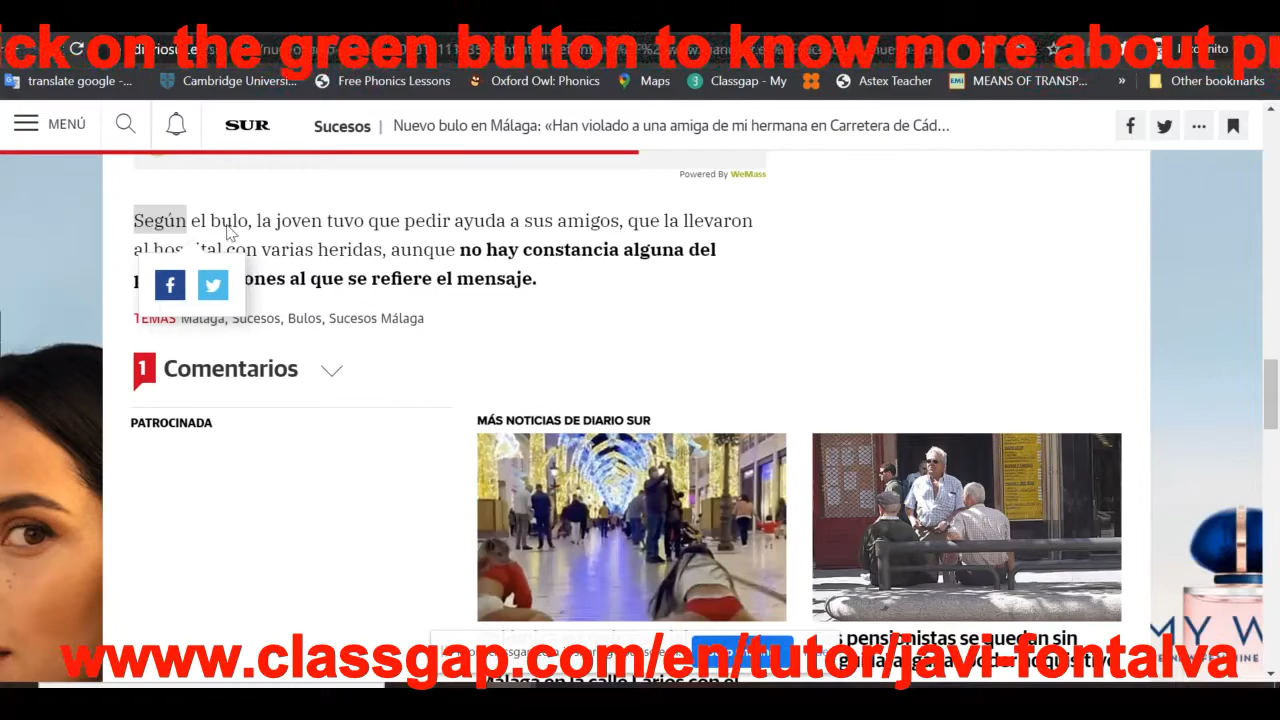 ick on the green button to know more about pr
translate google -... Cambridge Universi... Free Phonics Lessons Oxford Owl: Phonics Maps Classgap - My Astex Teacher MEANS OF TRANSP... » Other bookmarks
MENÚ SUR Sucesos | Nuevo bulo en Málaga: «Han violado a una amiga de mi hermana en Carretera de Cád...
Powered By WeMass
Según el bulo, la joven tuvo que pedir ayuda a sus amigos, que la llevaron
al hospital con varias heridas, aunque no hay constancia alguna del
ones al que se refiere el mensaje.
TEMAS Málaga, Sucesos, Bulos, Sucesos Málaga
1 Comentarios
PATROCINADA
MÁS NOTICIAS DE DIARIO SUR
MY W
pensionistas se quedan sin
www.classgap.com/en/tutor/javi-fontalva